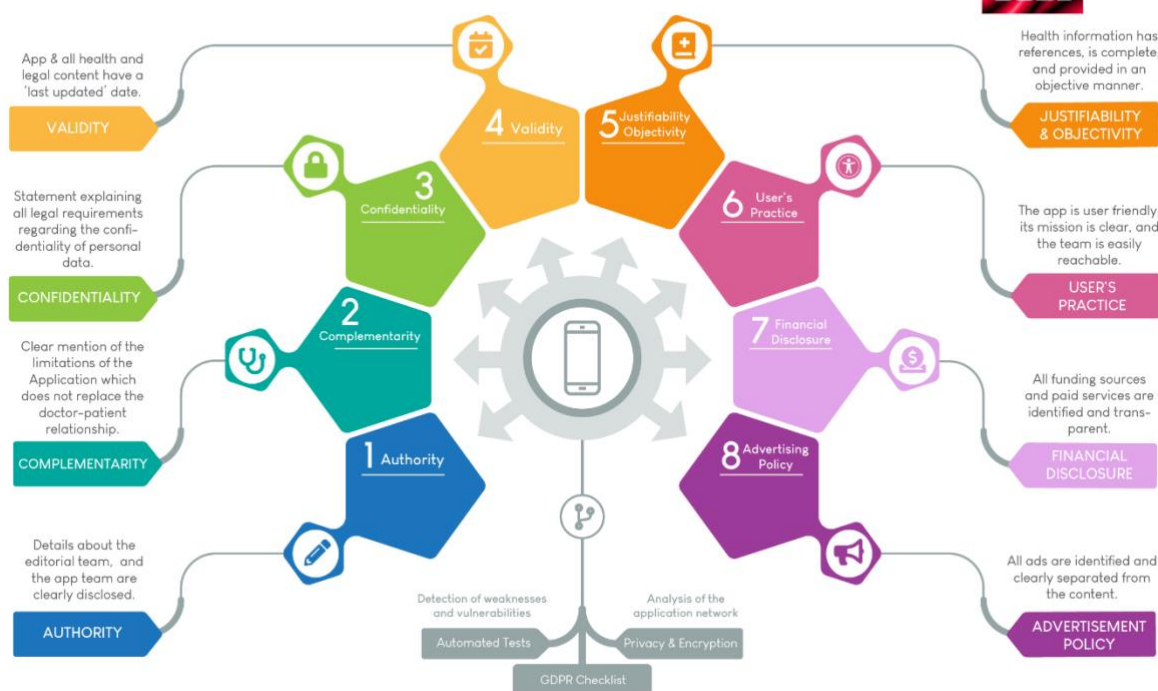 App & all health and
legal content have a
'last updated' date.
VALIDITY
Statement explaining
all legal requirements
regarding the confi-
dentiality of personal
data.
CONFIDENTIALITY
Clear mention of the
limitations of the
Application which
does not replace the
doctor-patient
relationship.
COMPLEMENTARITY
Details about the
editorial team, and
the app team are
clearly disclosed.
AUTHORITY
4 Validity
3
Confidentiality
2
Complementarity
1 Authority
5 Justifiability
Objectivity
6 User's
Practice
7 Financial
Disclosure
8 Advertising
Policy
Health information has
references, is complete
and provided in an
objective manner.
JUSTIFIABILITY
& OBJECTIVITY
The app is user friendly
its mission is clear, and
the team is easily
reachable.
USER'S
PRACTICE
All funding sources
and paid services are
identified and trans-
parent.
FINANCIAL
DISCLOSURE
All ads are identified and
clearly separated from
the content.
ADVERTISEMENT
POLICY
Detection of weaknesses
and vulnerabilities
Automated Tests
Analysis of the
application network
Privacy & Encryption
GDPR Checklist